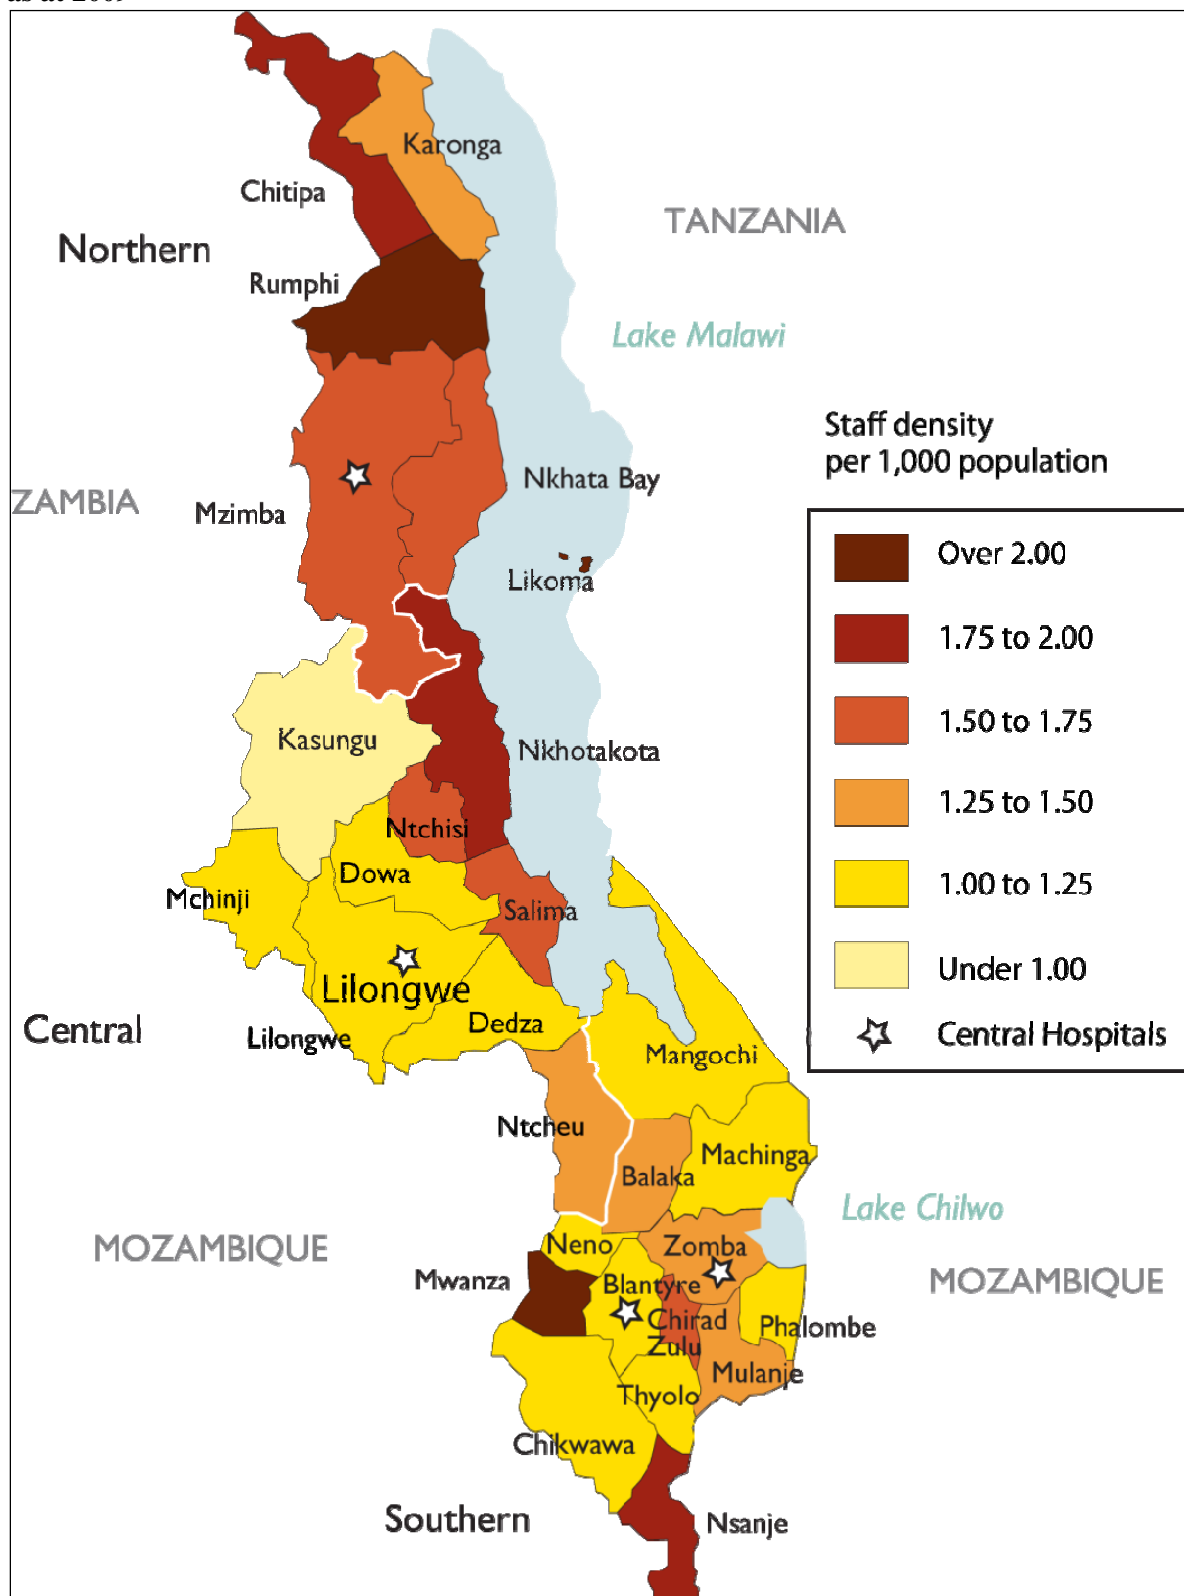 as at 2009
Karonga
Chitipa
TANZANIA
Northern
Rumphi
Lake Malawi
Staff density
per 1,000 population
Nkhata Bay
ZAMBIA
Mzimba
Over 2.00
Likoma
1.75 to 2.00
1.50 to 1.75
Kasungu
Nkhotakota
1.25 to 1.50
Ntchisi
Dowa
1.00 to 1.25
Mchinji
Salima
Under 1.00
Lilongwe
Dedza
Central
Lilongwe
Central Hospitals
Mangochi
Ntcheu
Machinga
Balaka
Lake Chilwo
Neno
Zomba
MOZAMBIQUE
Mwanza
Blantyre
MOZAMBIQUE
Chirad
Zulu
Phalombe
Mulanje
Thyolo
Chikwawa
Southern
Nsanje